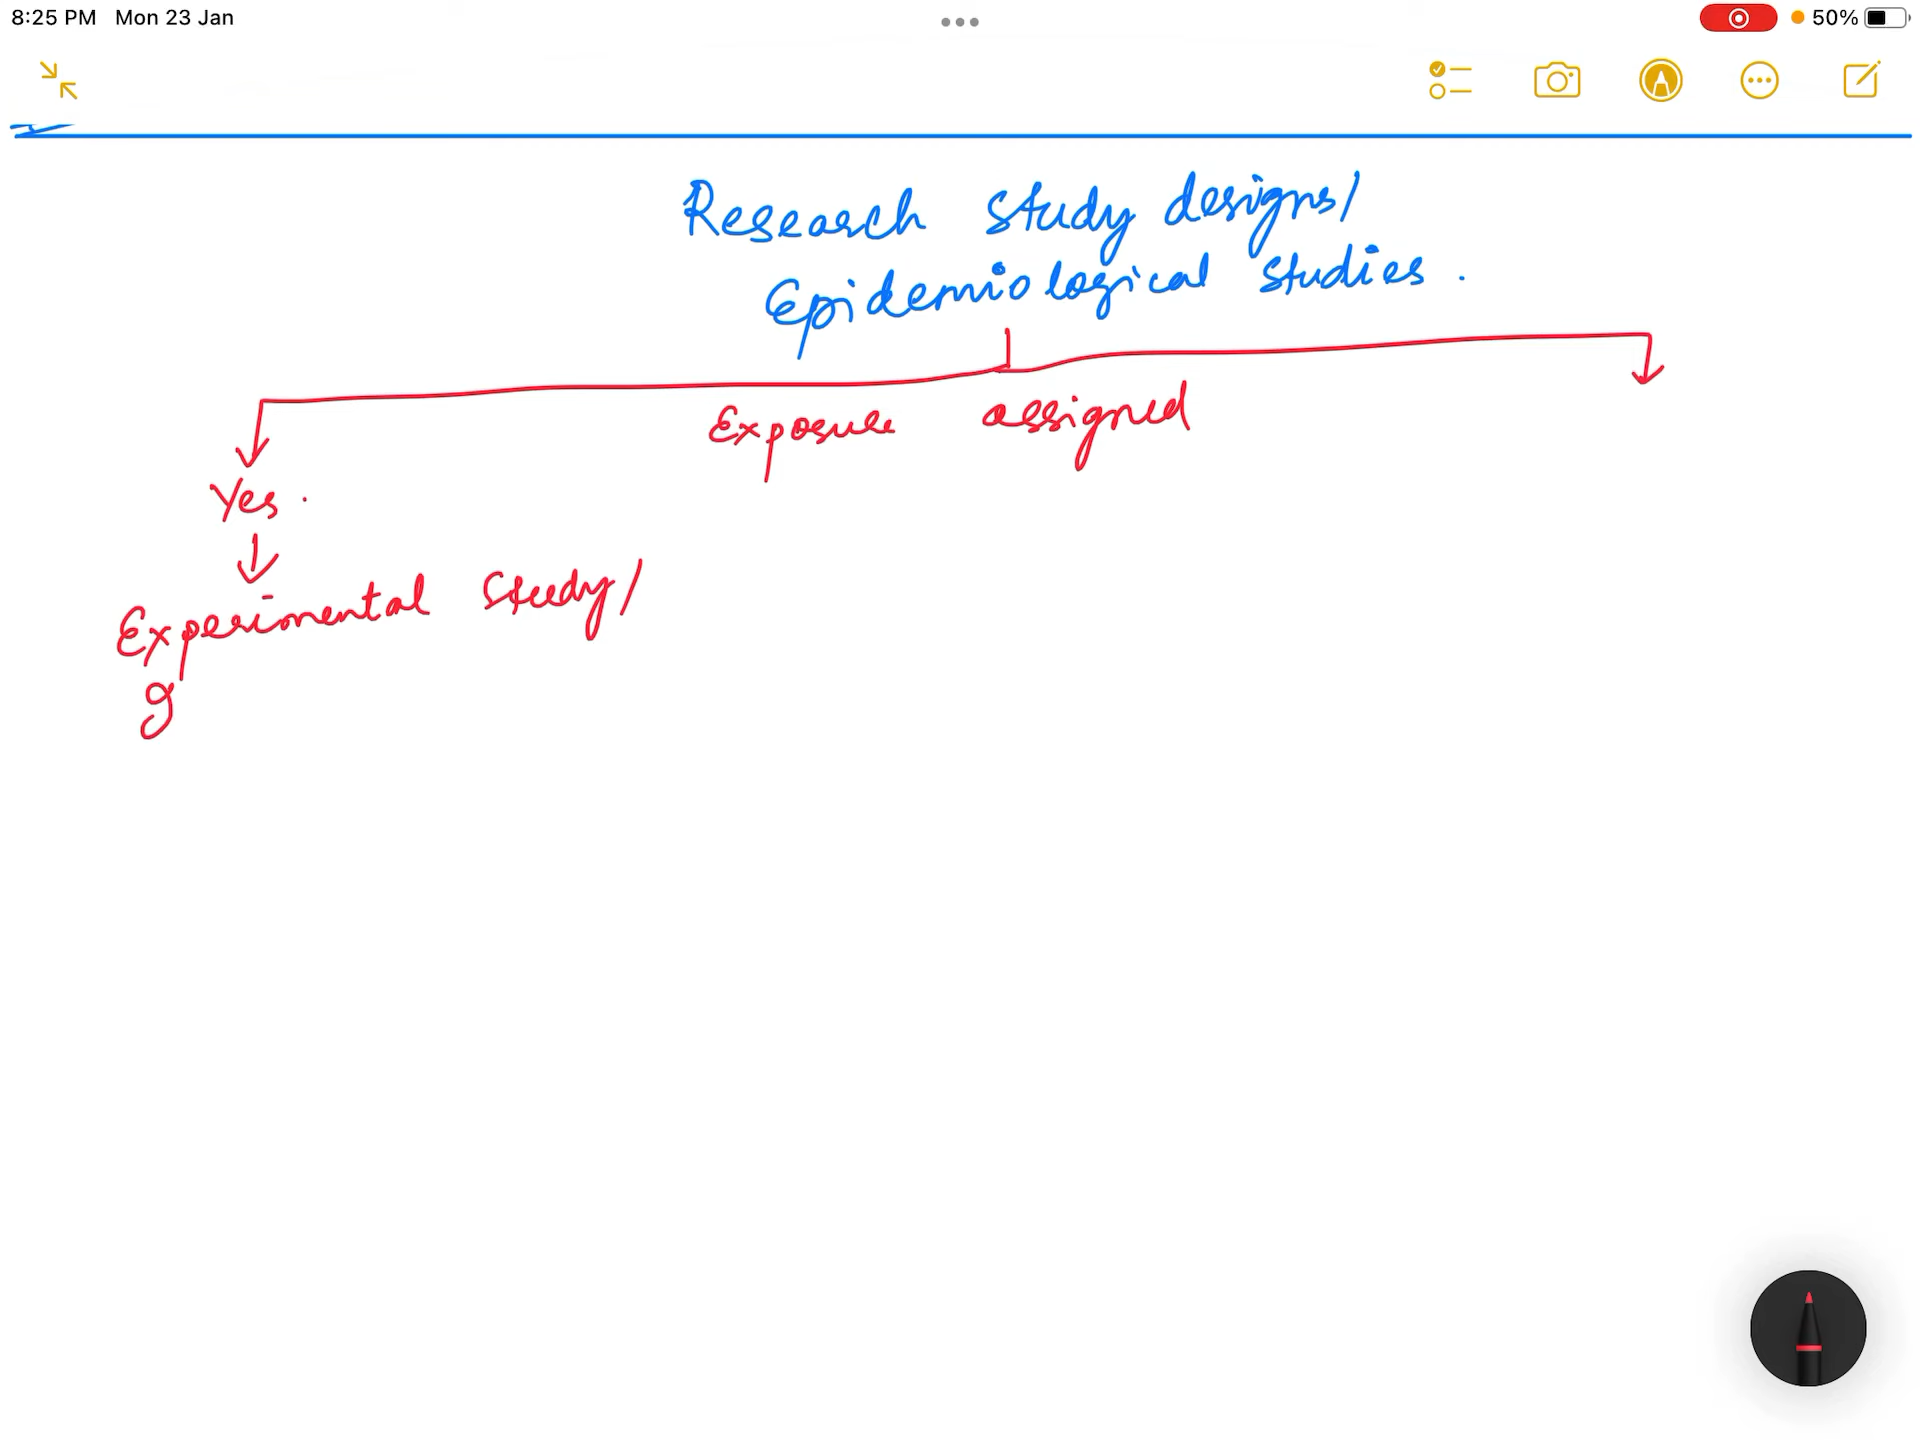 8:25 PM Mon 23 Jan
50%
Research study designs/
Epidemiological studies.
Exposure assigned
Yes.
Experimental study/